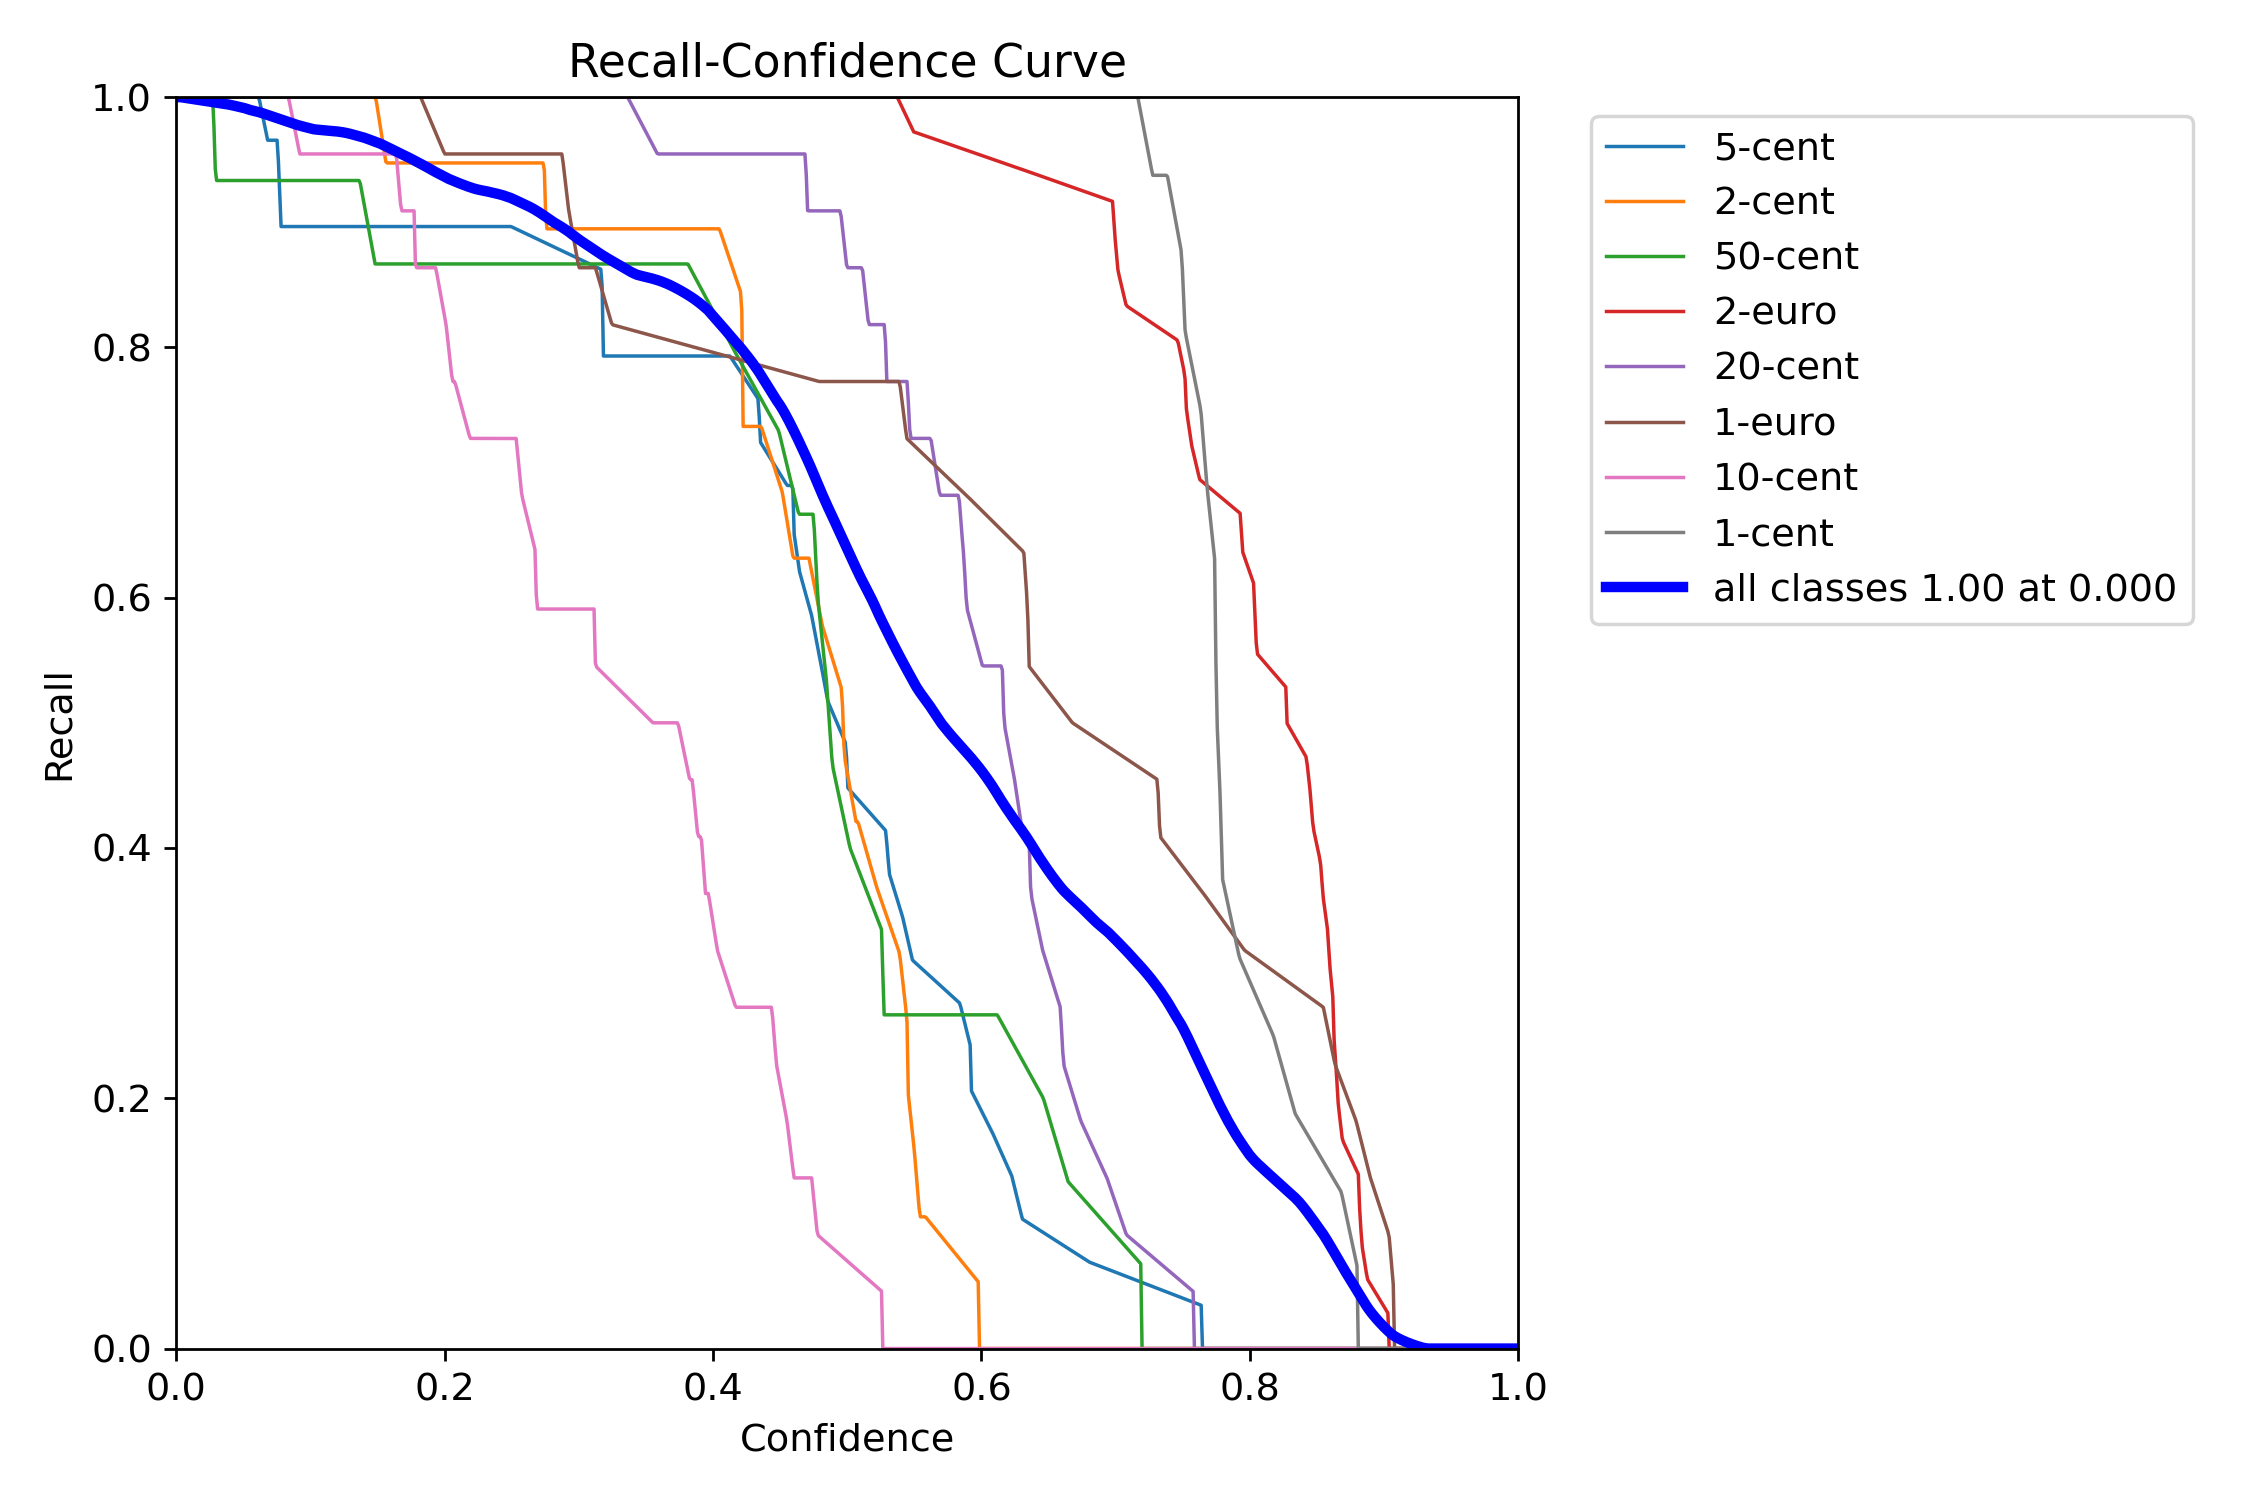 Recall-Confidence Curve
1.0
0.8
0.6
0.4
0.2
0.0
Recall
0.0 0.2 0.4 0.6 0.8 1.0
Confidence
5-cent
2-cent
50-cent
2-euro
20-cent
1-euro
10-cent
1-cent
all classes 1.00 at 0.000